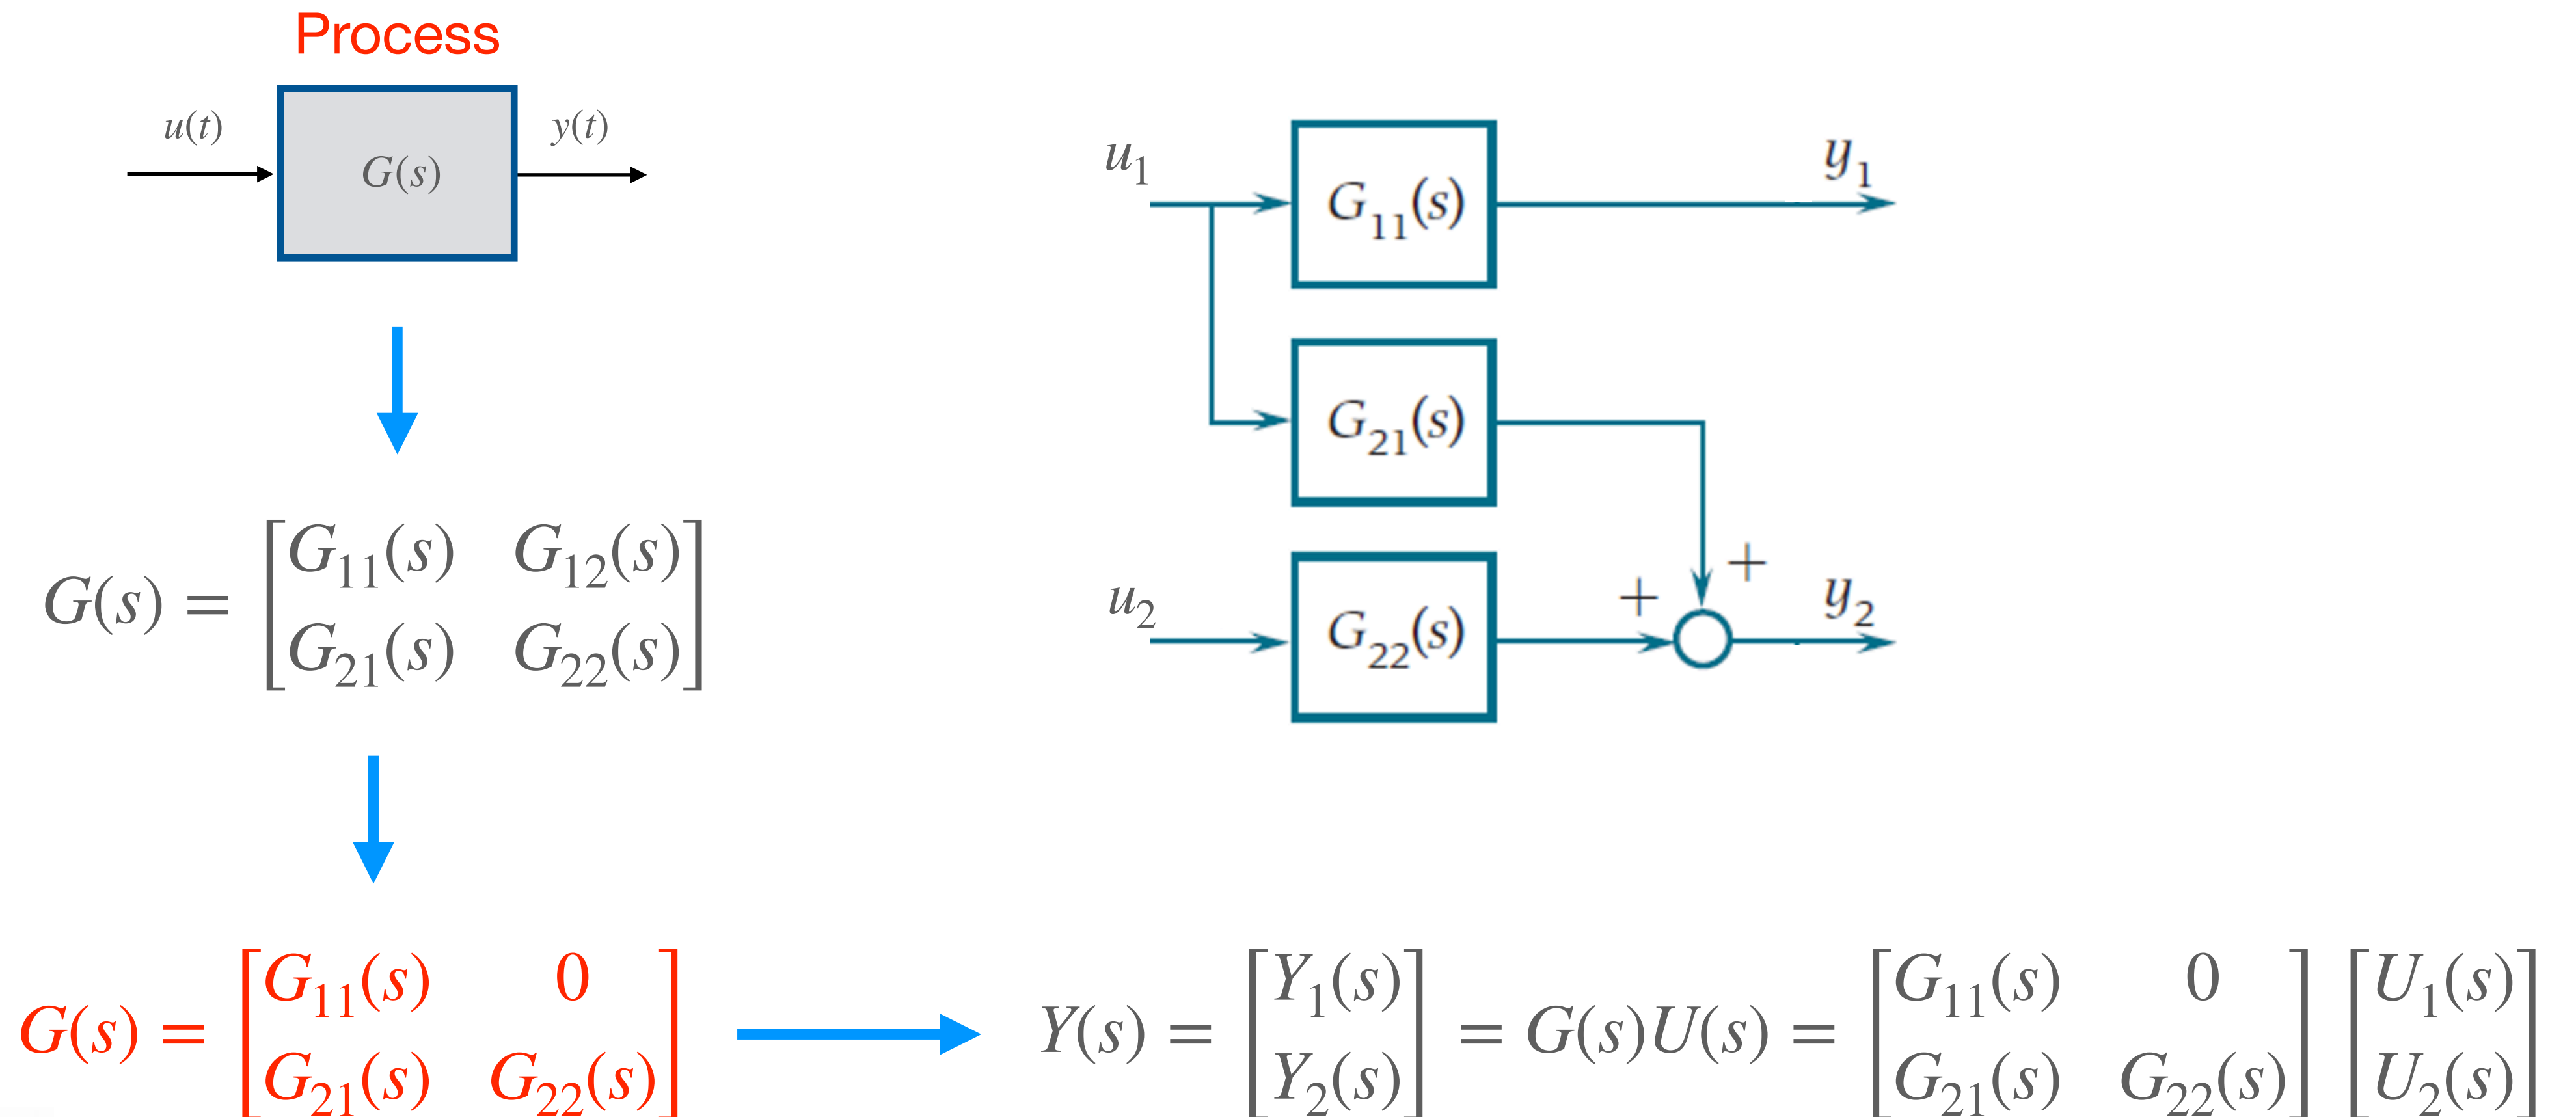 Process
u(t)
G(s)
y(t)
G(s) = [G₁₁(s) G₁₂(s)
G₂₁(s) G₂₂(s)]
G(s) = [G₁₁(s) 0
G₂₁(s) G₂₂(s)]
u₁
G₁₁(s)
y₁
G₂₁(s)
+
u₂
G₂₂(s)
+
y₂
Y(s) = [Y₁(s)
Y₂(s)] = G(s)U(s) = [G₁₁(s) 0
G₂₁(s) G₂₂(s)] [U₁(s)
U₂(s)]